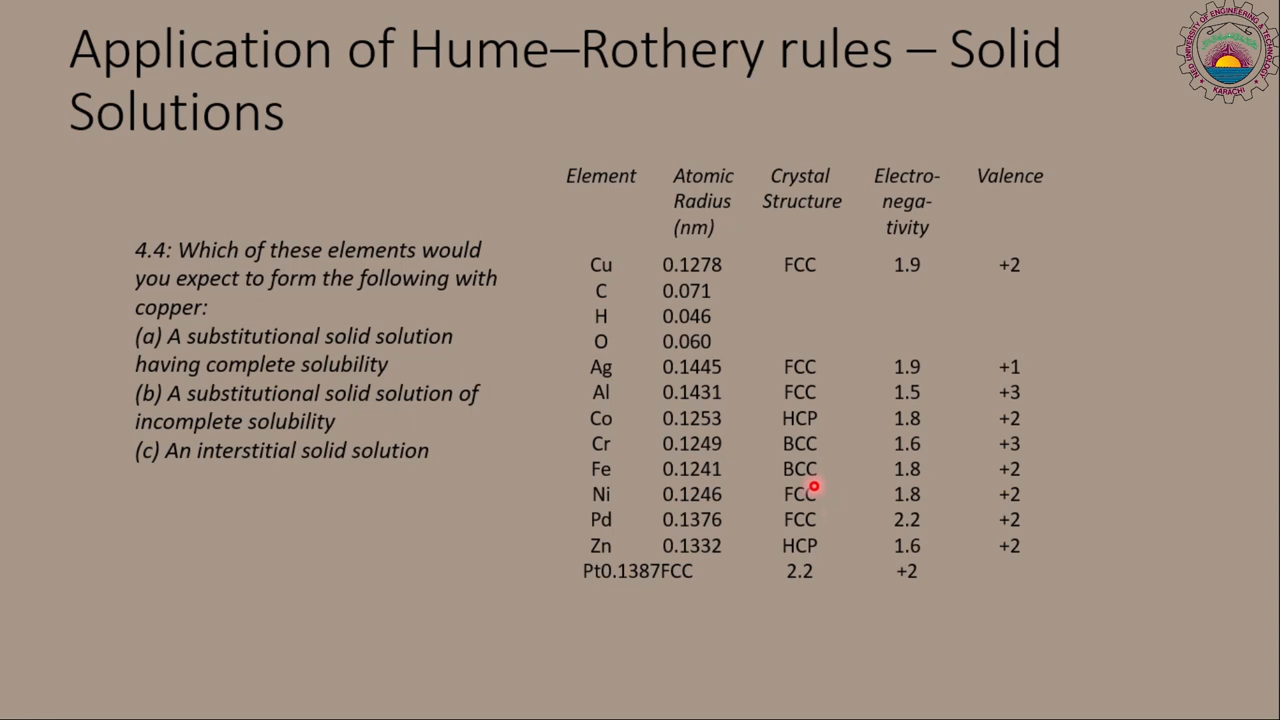 Application of Hume–Rothery rules – Solid
Solutions
NED UNIVERSITY OF ENGINEERING & TECHNOLOGY
KARACHI
4.4: Which of these elements would
you expect to form the following with
copper:
(a) A substitutional solid solution
having complete solubility
(b) A substitutional solid solution of
incomplete solubility
(c) An interstitial solid solution
Element Atomic Crystal Electro- Valence
Radius Structure nega-
(nm) tivity
Cu 0.1278 FCC 1.9 +2
C 0.071
H 0.046
O 0.060
Ag 0.1445 FCC 1.9 +1
Al 0.1431 FCC 1.5 +3
Co 0.1253 HCP 1.8 +2
Cr 0.1249 BCC 1.6 +3
Fe 0.1241 BCC 1.8 +2
Ni 0.1246 FCC 1.8 +2
Pd 0.1376 FCC 2.2 +2
Zn 0.1332 HCP 1.6 +2
Pt0.1387FCC 2.2 +2